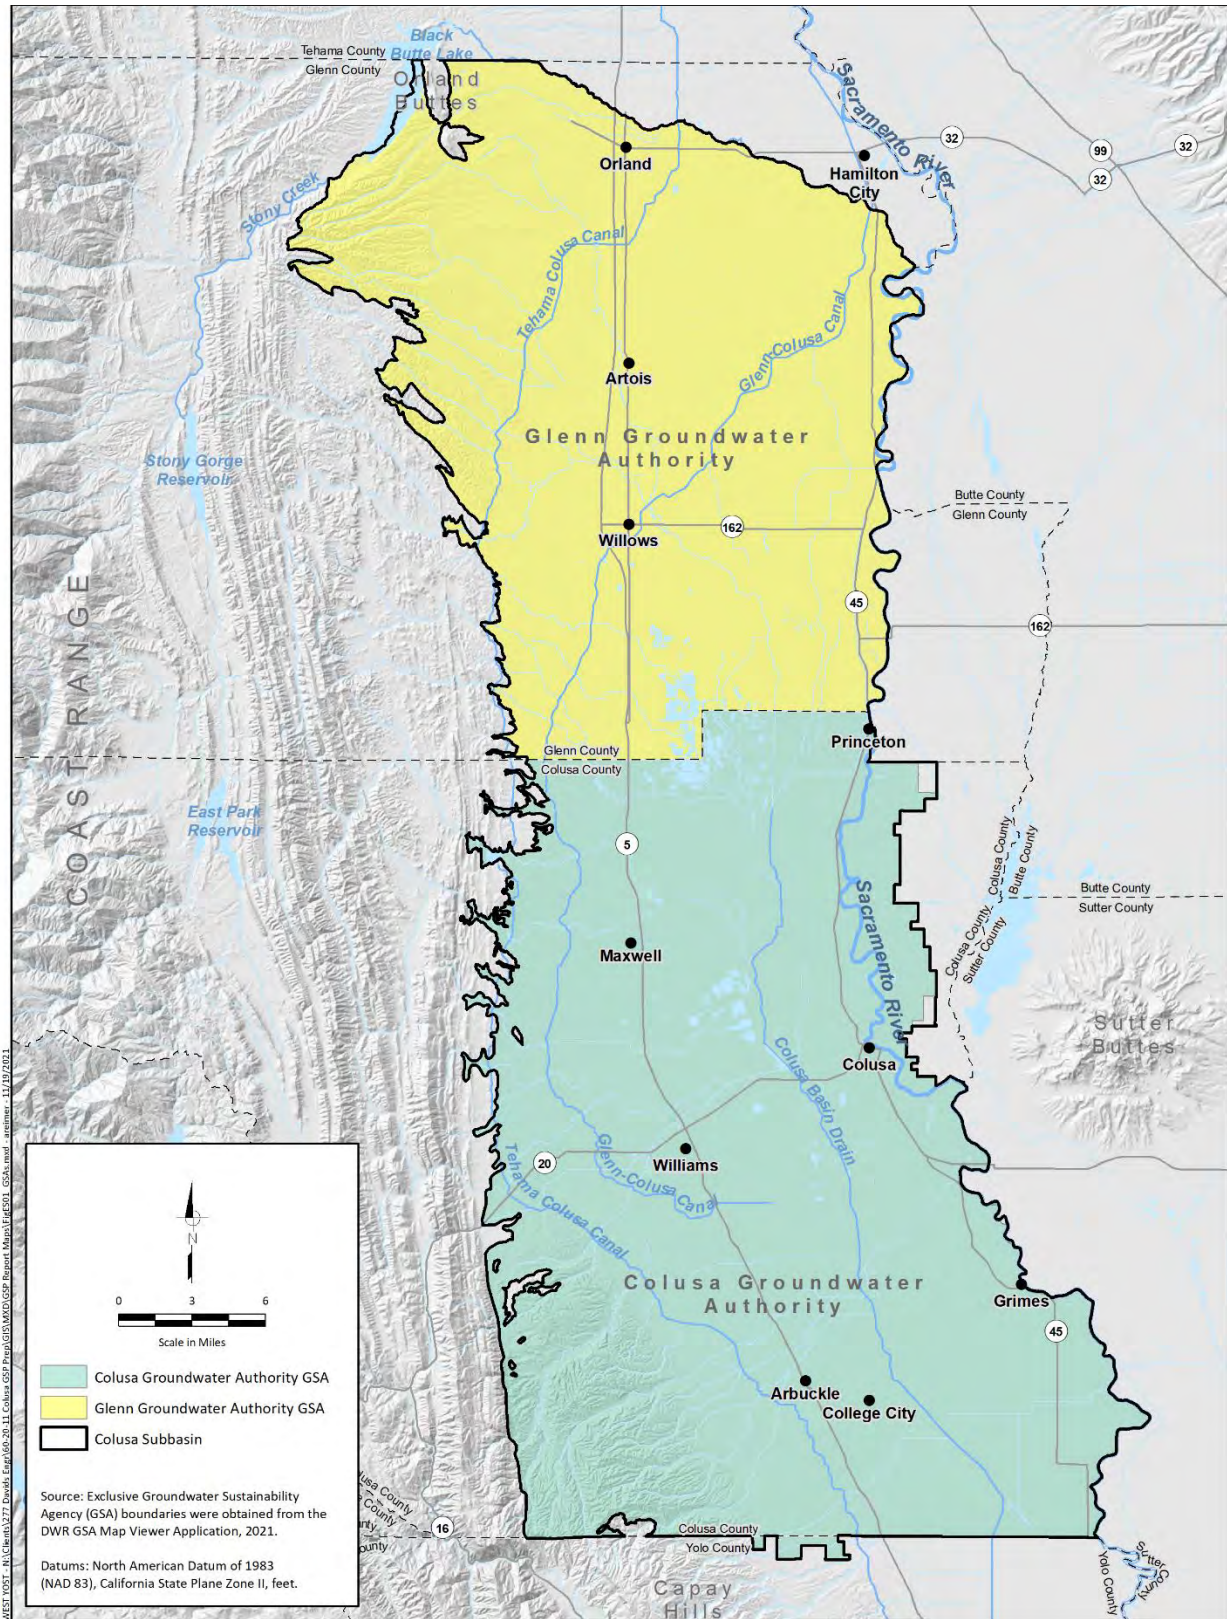 Black
Butte Lake
Tehama County
Glenn County
Orland
Buttes
Sacramento River
32
99
32
32
Orland
Hamilton
City
Stony Creek
Tehama Colusa Canal
Glenn-Colusa Canal
Artois
Glenn Groundwater
Authority
Stony Gorge
Reservoir
Butte County
Glenn County
Willows
162
45
162
COAST RANGE
Princeton
Glenn County
Colusa County
East Park
Reservoir
5
Colusa County
Butte County
Butte County
Sutter County
Colusa County
Sutter County
Maxwell
Sacramento River
Sutter
Buttes
Colusa
Colusa Basin Drain
Williams
20
Glenn-Colusa Canal
Tehama Colusa Canal
Colusa Groundwater
Authority
Grimes
45
Arbuckle
College City
N
0 3 6
Scale in Miles
Colusa Groundwater Authority GSA
Glenn Groundwater Authority GSA
Colusa Subbasin
Source: Exclusive Groundwater Sustainability
Agency (GSA) boundaries were obtained from the
DWR GSA Map Viewer Application, 2021.
Datums: North American Datum of 1983
(NAD 83), California State Plane Zone II, feet.
16
Colusa County
Yolo County
Capay
Hills
Sutter County
Yolo County